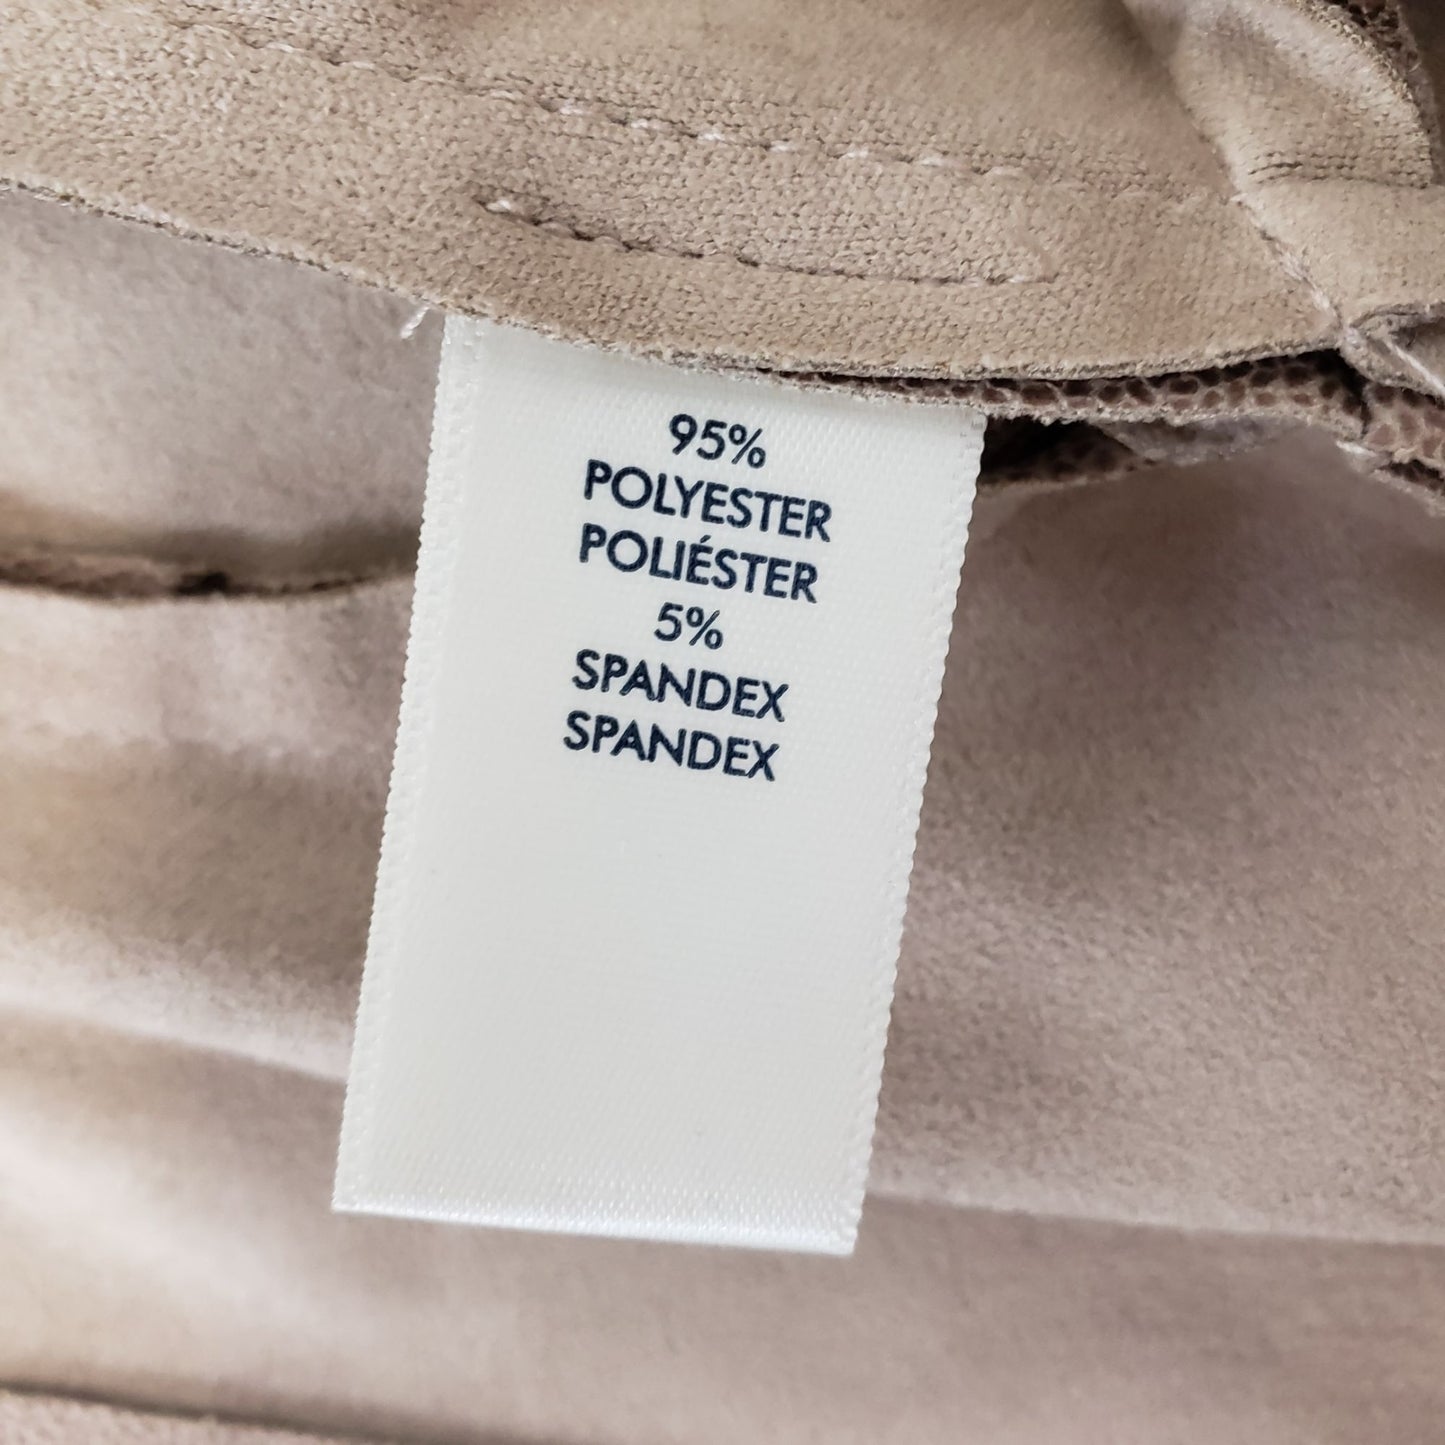 95%
POLYESTER
POLIÉSTER
5%
SPANDEX
SPANDEX